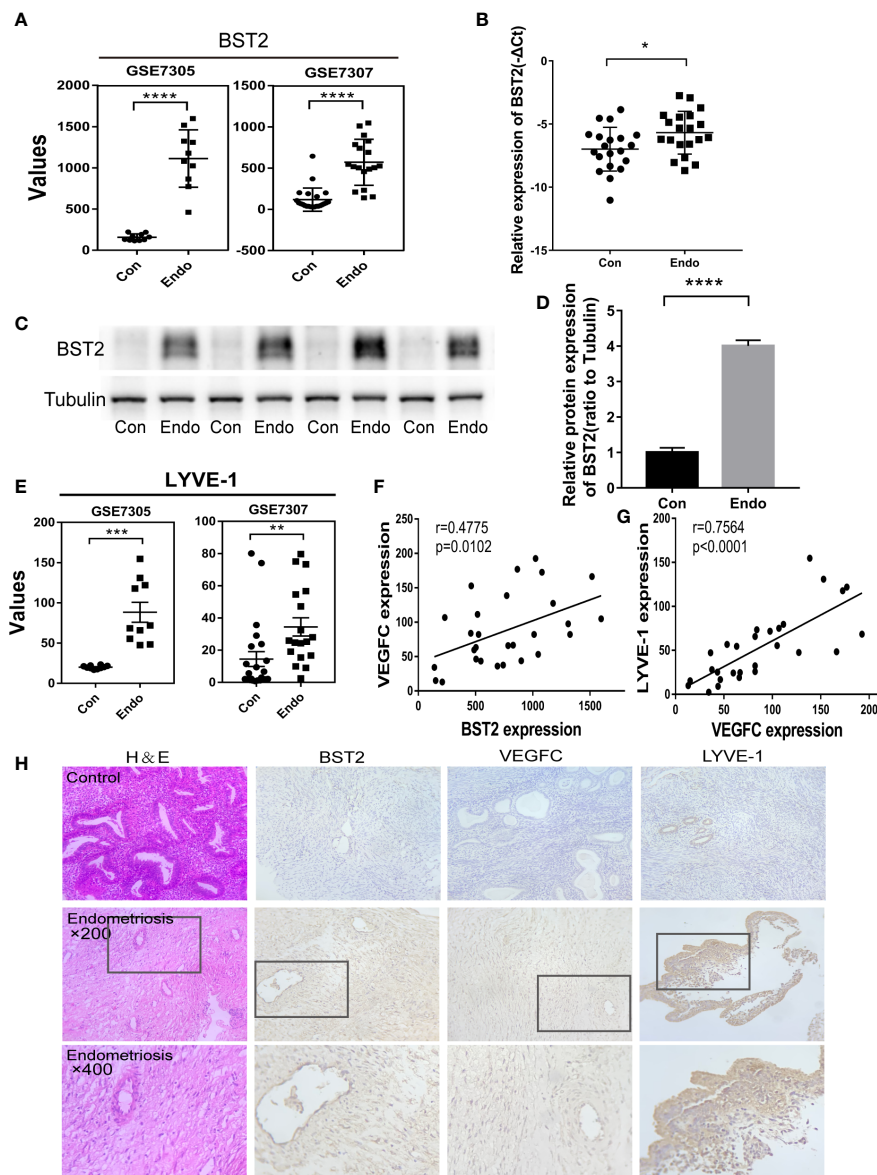 A
BST2
GSE7305
GSE7307
Values
2000
1500
1000
500
0
****
Con
Endo
1500
1000
500
0
-500
****
Con
Endo
B
Relative expression of BST2(-ΔCt)
0
-5
-10
-15
*
Con
Endo
C
BST2
Tubulin
Con Endo Con Endo Con Endo Con Endo
D
Relative protein expression
of BST2(ratio to Tubulin)
5
4
3
2
1
0
****
Con
Endo
E
LYVE-1
GSE7305
GSE7307
Values
200
150
100
50
0
***
Con
Endo
100
80
60
40
20
0
**
Con
Endo
F
r=0.4775
p=0.0102
VEGFC expression
250
200
150
100
50
0
0 500 1000 1500 2000
BST2 expression
G
r=0.7564
p<0.0001
LYVE-1 expression
200
150
100
50
0
0 50 100 150 200
VEGFC expression
H
H&E BST2 VEGFC LYVE-1
Control
Endometriosis
×200
Endometriosis
×400